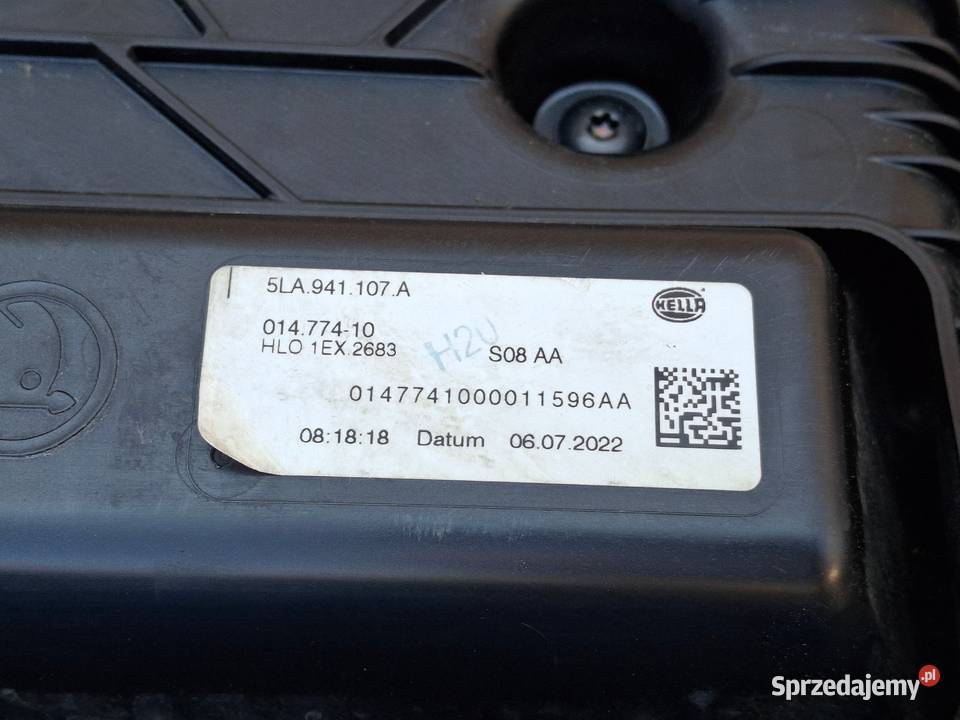 5LA.941.107.A
HELLA
014.774-10
HLO 1EX.2683
H2U
S08 AA
0147741000011596AA
08:18:18 Datum 06.07.2022
Sprzedajemy.pl